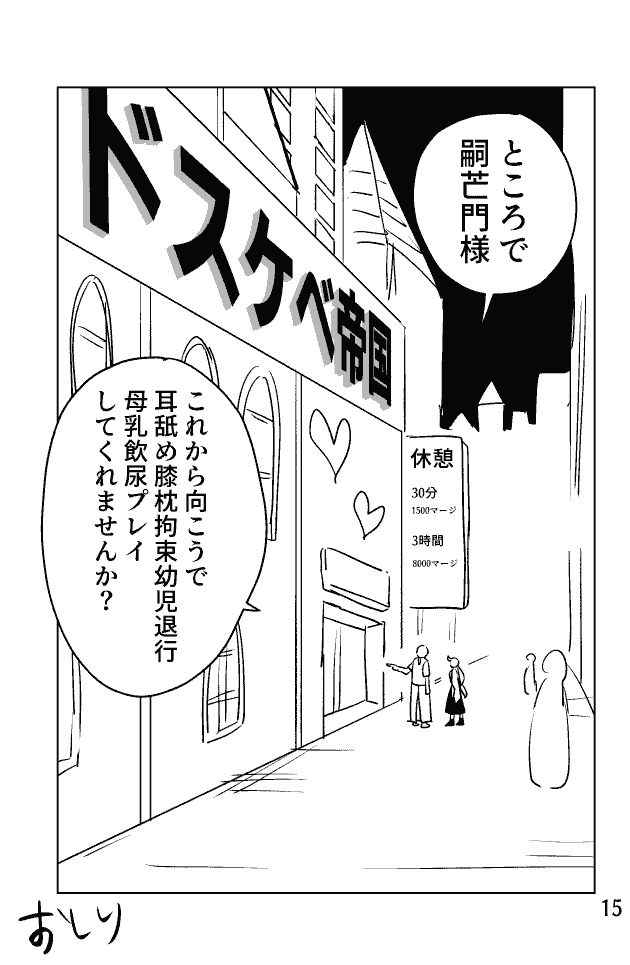 ところで
嗣芒門様
ドスケベ帝国
休憩
30分
1500マージ
3時間
8000マージ
これから向こうで
耳舐め膝枕拘束幼児退行
母乳飲尿プレイ
してくれませんか?
おしり
15